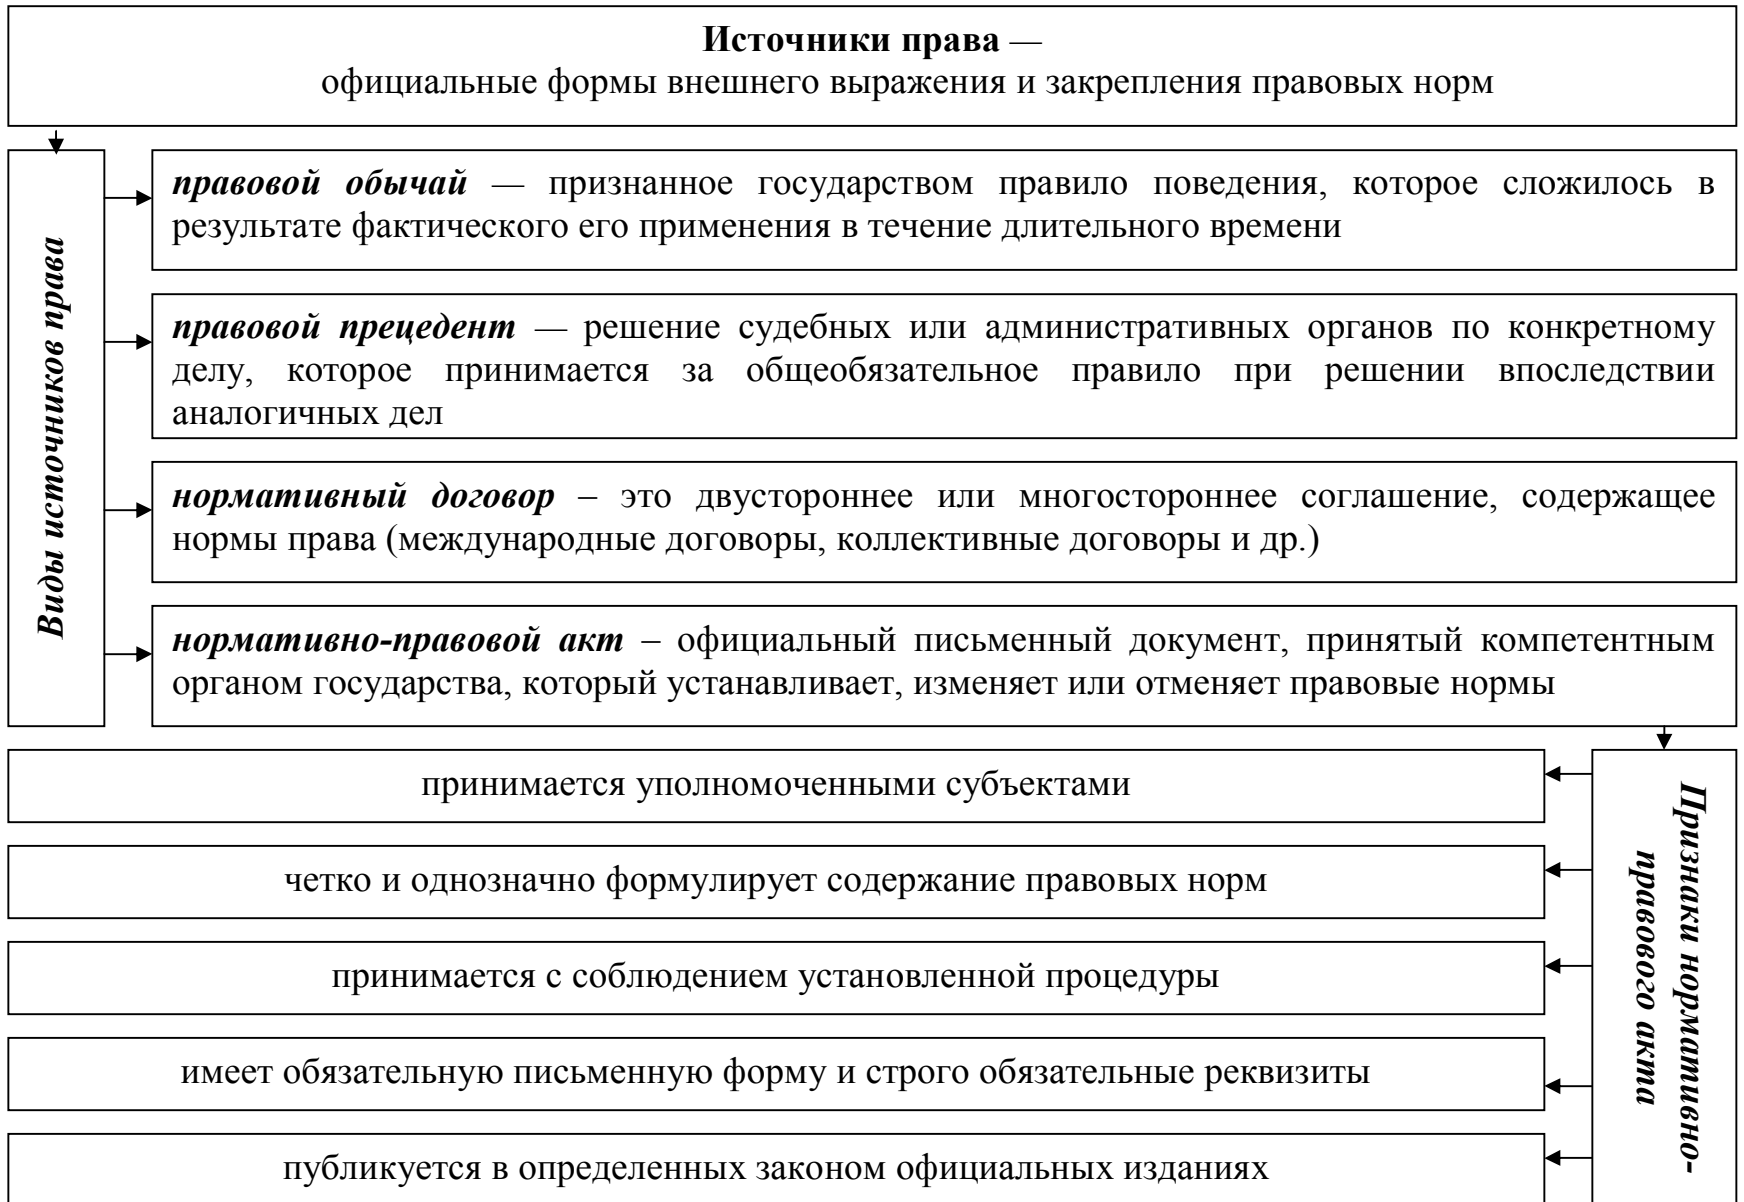 Источники права —
официальные формы внешнего выражения и закрепления правовых норм
Виды источников права
правовой обычай — признанное государством правило поведения, которое сложилось в
результате фактического его применения в течение длительного времени
правовой прецедент — решение судебных или административных органов по конкретному
делу, которое принимается за общеобязательное правило при решении впоследствии
аналогичных дел
нормативный договор – это двустороннее или многостороннее соглашение, содержащее
нормы права (международные договоры, коллективные договоры и др.)
нормативно-правовой акт – официальный письменный документ, принятый компетентным
органом государства, который устанавливает, изменяет или отменяет правовые нормы
Признаки нормативно-
правового акта
принимается уполномоченными субъектами
четко и однозначно формулирует содержание правовых норм
принимается с соблюдением установленной процедуры
имеет обязательную письменную форму и строго обязательные реквизиты
публикуется в определенных законом официальных изданиях